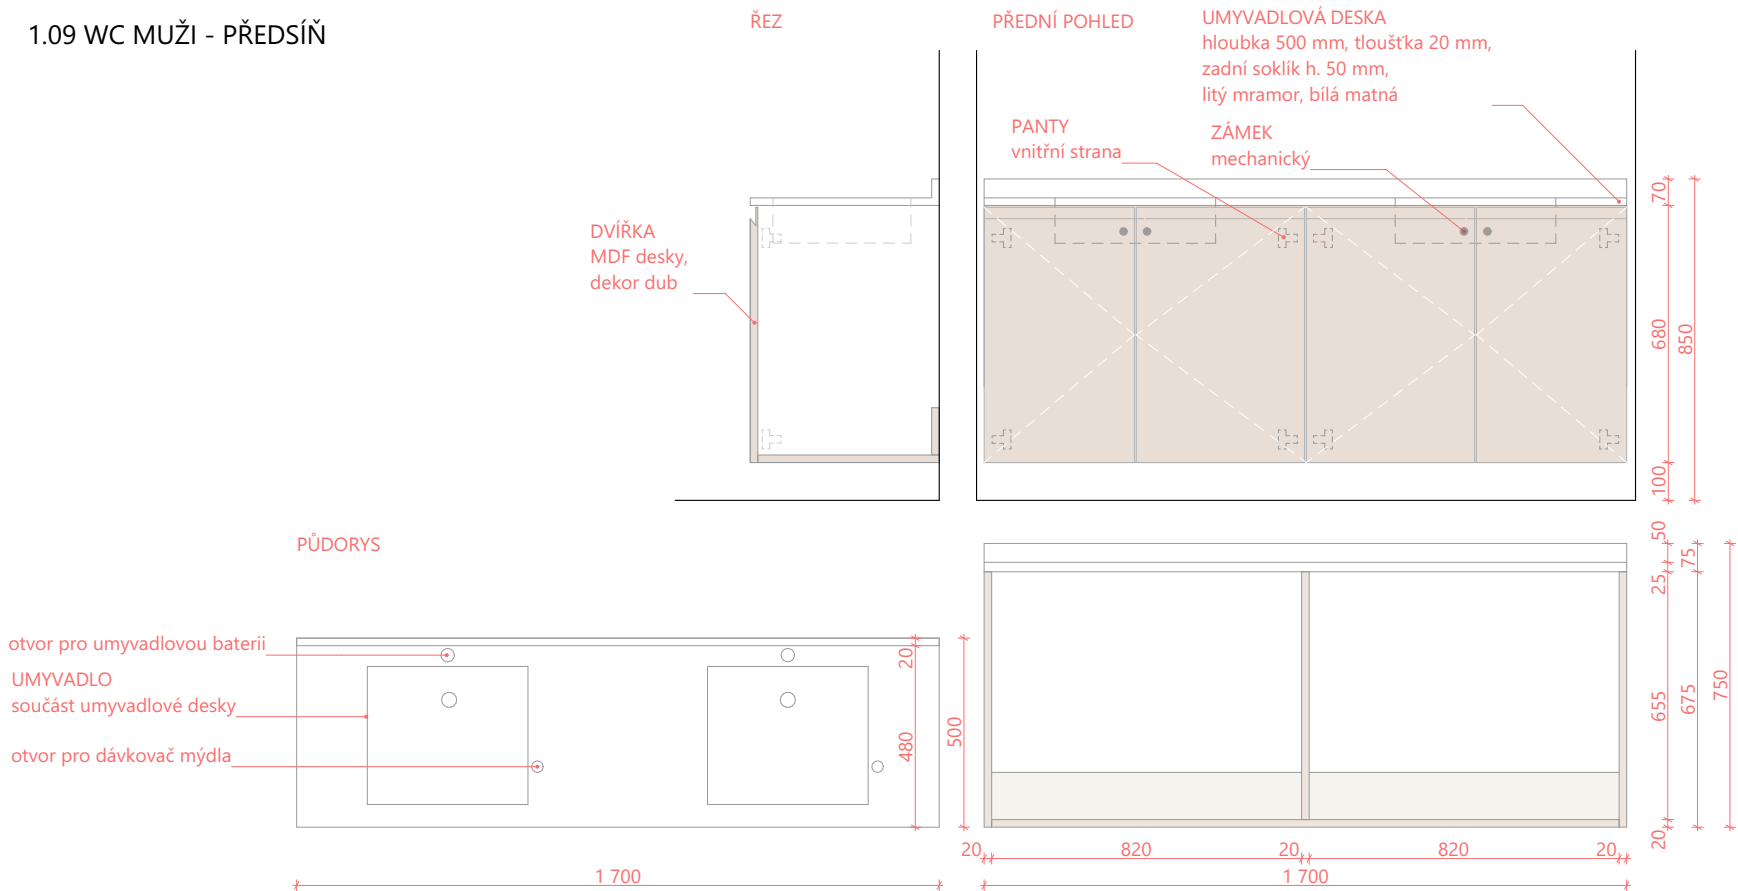 1.09 WC MUŽI - PŘEDSÍŇ
ŘEZ
PŘEDNÍ POHLED
UMYVADLOVÁ DESKA
hloubka 500 mm, tloušťka 20 mm,
zadní soklík h. 50 mm,
litý mramor, bílá matná
PANTY
vnitřní strana
ZÁMEK
mechanický
DVÍŘKA
MDF desky,
dekor dub
70
680
850
100
PŮDORYS
otvor pro umyvadlovou baterii
UMYVADLO
součást umyvadlové desky
otvor pro dávkovač mýdla
20
480
500
1 700
50
75
25
655
675
750
20
20
820
20
820
20
1 700